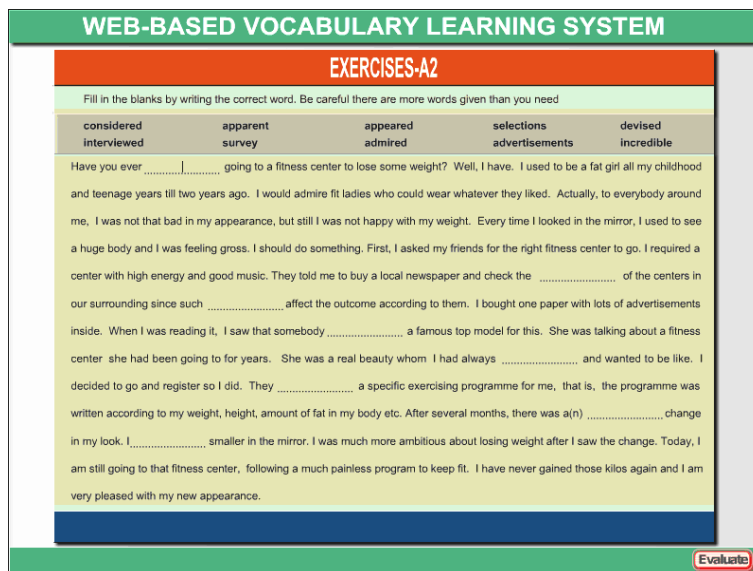 WEB-BASED VOCABULARY LEARNING SYSTEM
EXERCISES-A2
Fill in the blanks by writing the correct word. Be careful there are more words given than you need
considered apparent appeared selections devised
interviewed survey admired advertisements incredible
Have you ever ........................ going to a fitness center to lose some weight? Well, I have. I used to be a fat girl all my childhood
and teenage years till two years ago. I would admire fit ladies who could wear whatever they liked. Actually, to everybody around
me, I was not that bad in my appearance, but still I was not happy with my weight. Every time I looked in the mirror, I used to see
a huge body and I was feeling gross. I should do something. First, I asked my friends for the right fitness center to go. I required a
center with high energy and good music. They told me to buy a local newspaper and check the ........................ of the centers in
our surrounding since such ........................ affect the outcome according to them. I bought one paper with lots of advertisements
inside. When I was reading it, I saw that somebody ........................ a famous top model for this. She was talking about a fitness
center she had been going to for years. She was a real beauty whom I had always ........................ and wanted to be like. I
decided to go and register so I did. They ........................ a specific exercising programme for me, that is, the programme was
written according to my weight, height, amount of fat in my body etc. After several months, there was a(n) ........................ change
in my look. I........................ smaller in the mirror. I was much more ambitious about losing weight after I saw the change. Today, I
am still going to that fitness center, following a much painless program to keep fit. I have never gained those kilos again and I am
very pleased with my new appearance.
Evaluate